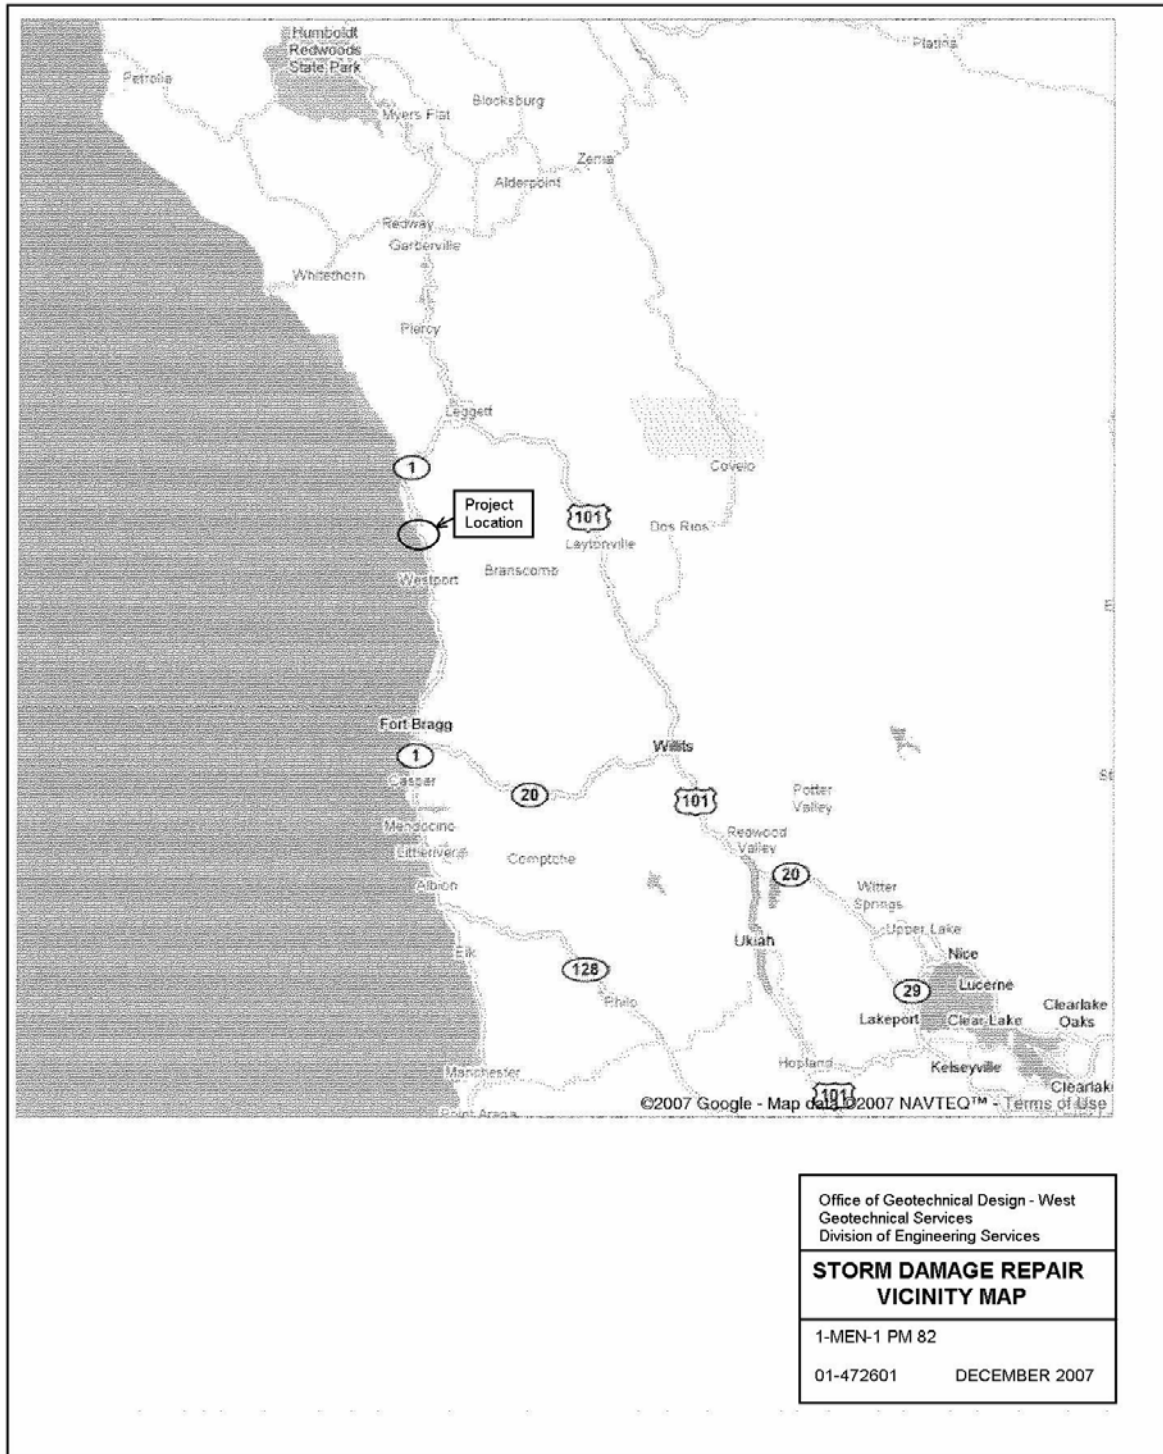 Humboldt
Redwoods
State Park
Platina
Petrolia
Blocksburg
Myers Flat
Zenia
Alderpoint
Redway
Garberville
Whitethorn
Piercy
Leggett
1
Covelo
Project
Location
101
Dos Rios
Laytonville
Branscomb
Westport
E
Fort Bragg
Willits
1
Casper
St
20
101
Potter
Valley
Mendocino
Redwood
Valley
Littleriver
Comptche
20
Albion
Witter
Springs
Upper Lake
Ukiah
Nice
Elk
128
29
Lucerne
Philo
Lakeport
Clear Lake
Clearlake
Oaks
Hopland
Kelseyville
Manchester
Clearlak
101
©2007 Google - Map data ©2007 NAVTEQ™ - Terms of Use
Point Arena
Office of Geotechnical Design - West
Geotechnical Services
Division of Engineering Services
STORM DAMAGE REPAIR
VICINITY MAP
1-MEN-1 PM 82
01-472601 DECEMBER 2007